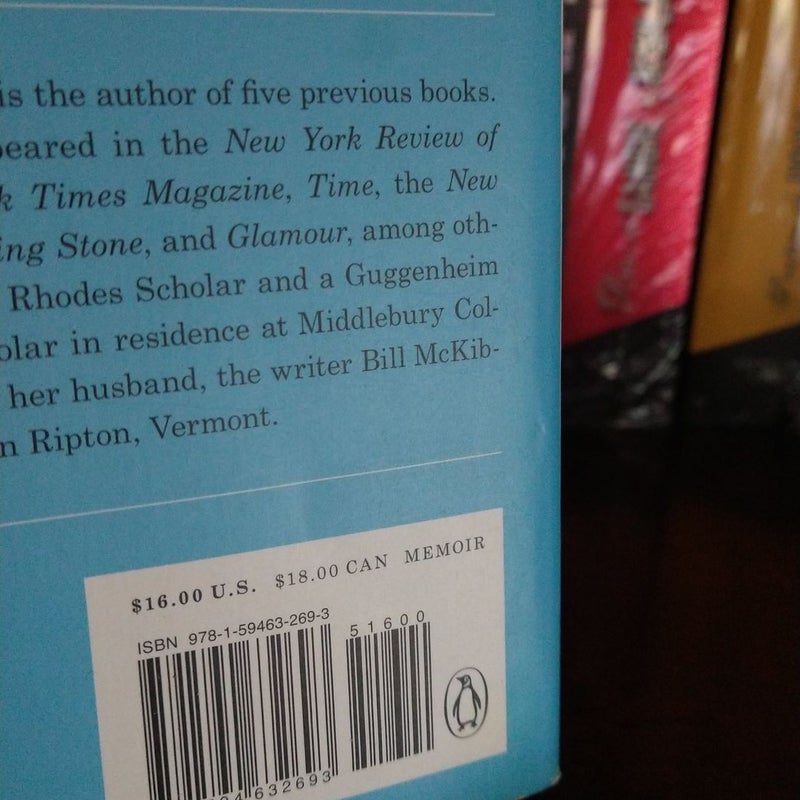 is the author of five previous books.
peared in the New York Review of
k Times Magazine, Time, the New
ing Stone, and Glamour, among oth-
Rhodes Scholar and a Guggenheim
olar in residence at Middlebury Col-
her husband, the writer Bill McKib-
n Ripton, Vermont.
$16.00 U.S. $18.00 CAN MEMOIR
ISBN 978-1-59463-269-3
51600
4632693